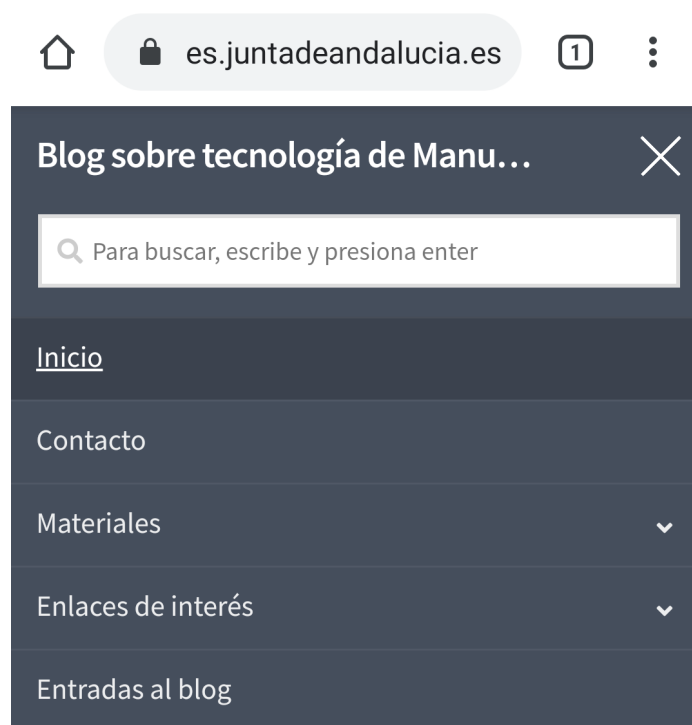 es.juntadeandalucia.es
1
Blog sobre tecnología de Manu…
Para buscar, escribe y presiona enter
Inicio
Contacto
Materiales
Enlaces de interés
Entradas al blog